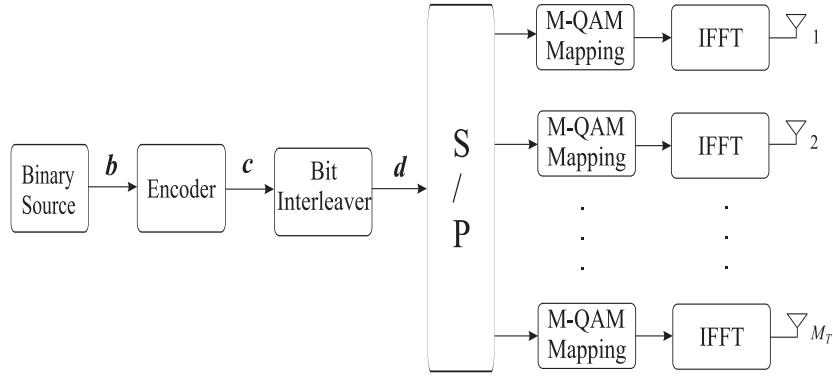 Binary
Source
b
Encoder
c
Bit
Interleaver
d
S
/
P
M-QAM
Mapping
IFFT
1
M-QAM
Mapping
IFFT
2
M-QAM
Mapping
IFFT
M_T